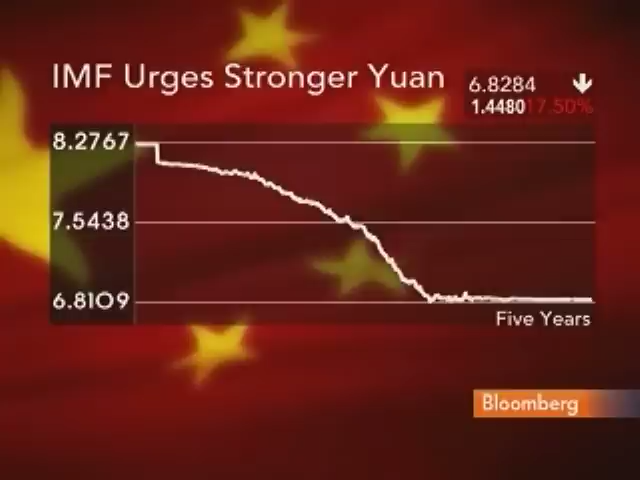 IMF Urges Stronger Yuan
6.8284
1.4480 17.50%
8.2767
7.5438
6.8109
Five Years
Bloomberg